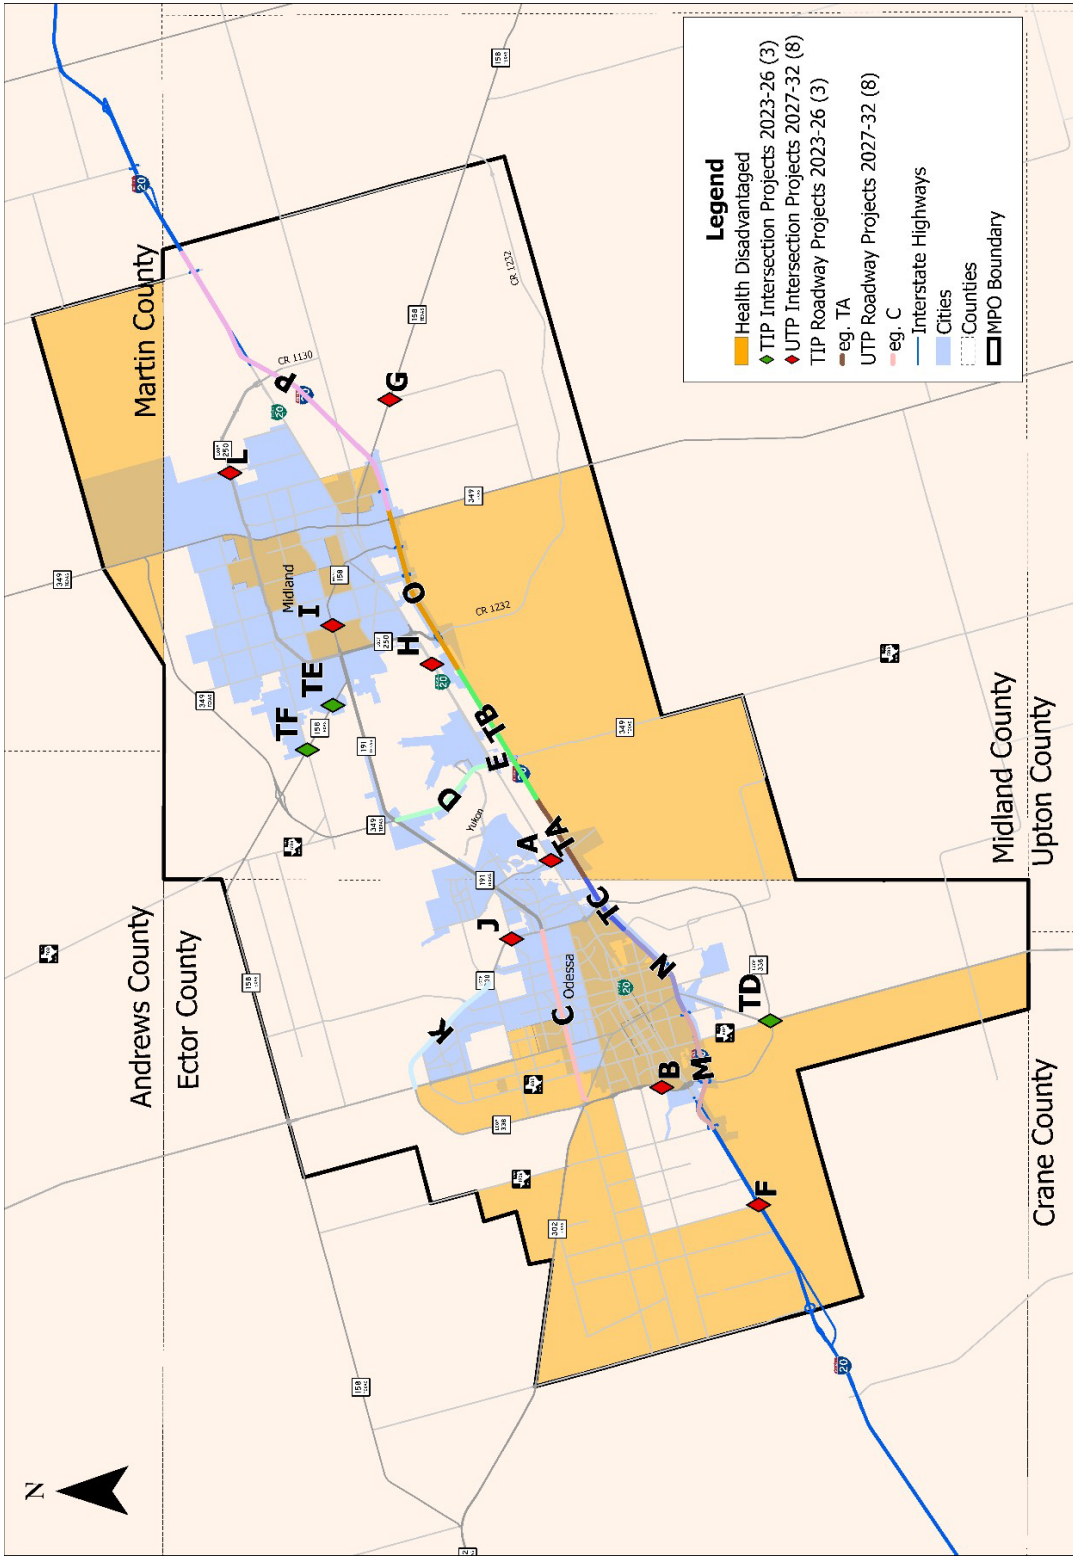 N
Andrews County
Ector County
Martin County
Midland County
Upton County
Crane County
Midland
Odessa
Yukon
CR 1130
CR 1232
CR 1232
158
158
158
158
158
158
349
349
349
349
349
191
191
250
250
338
338
302
20
20
20
20
20
20
20
A
B
C
D
E
F
G
H
I
J
K
L
M
N
O
P
TA
TB
TC
TD
TE
TF
Legend
Health Disadvantaged
TIP Intersection Projects 2023-26 (3)
UTP Intersection Projects 2027-32 (8)
TIP Roadway Projects 2023-26 (3)
eg. TA
UTP Roadway Projects 2027-32 (8)
eg. C
Interstate Highways
Cities
Counties
MPO Boundary